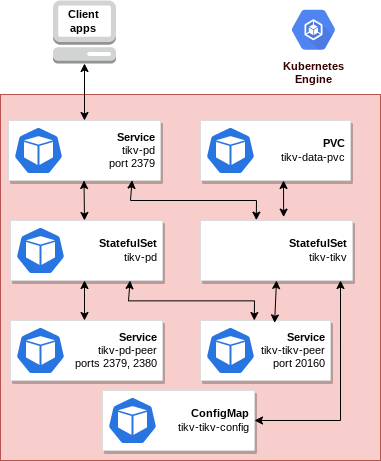 Client
apps
Kubernetes
Engine
Service
tikv-pd
port 2379
PVC
tikv-data-pvc
StatefulSet
tikv-pd
StatefulSet
tikv-tikv
Service
tikv-pd-peer
ports 2379, 2380
Service
tikv-tikv-peer
port 20160
ConfigMap
tikv-tikv-config